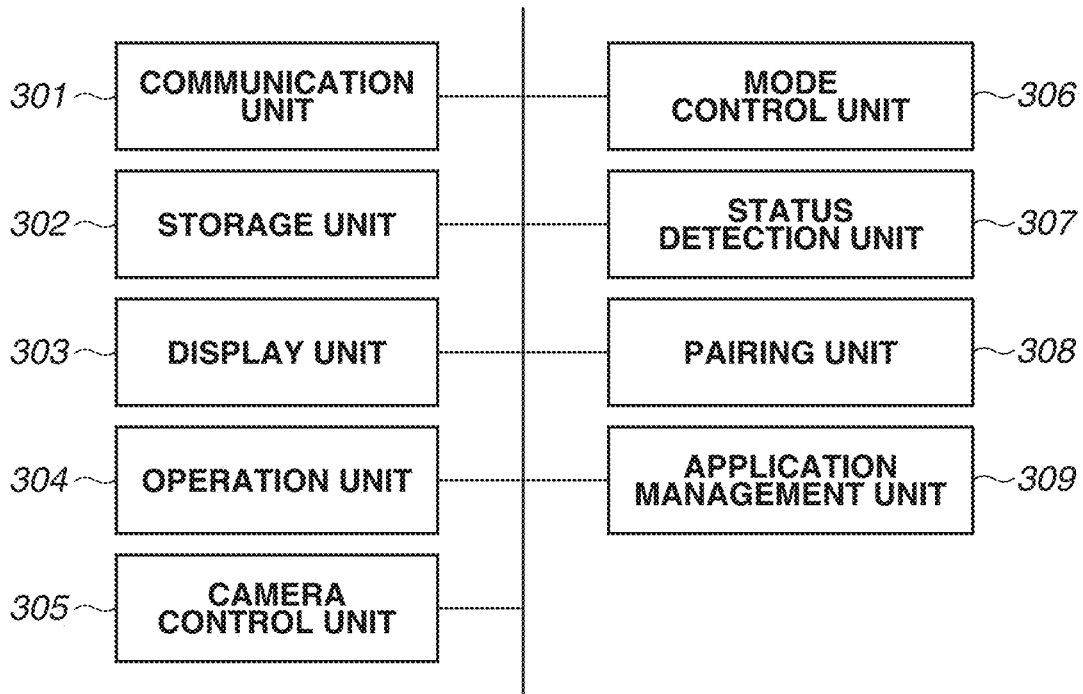 301
COMMUNICATION
UNIT
MODE
CONTROL UNIT
306
302
STORAGE UNIT
STATUS
DETECTION UNIT
307
303
DISPLAY UNIT
PAIRING UNIT
308
304
OPERATION UNIT
APPLICATION
MANAGEMENT UNIT
309
305
CAMERA
CONTROL UNIT